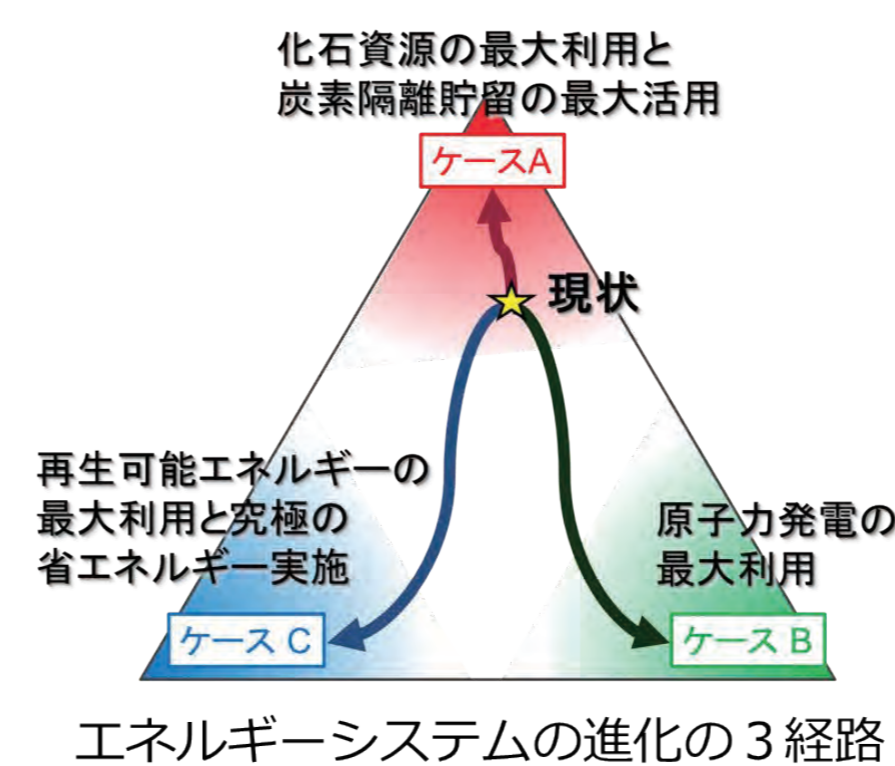 化石資源の最大利用と
炭素隔離貯留の最大活用
ケースA
現状
再生可能エネルギーの
最大利用と究極の
省エネルギー実施
原子力発電の
最大利用
ケース C
ケース B
エネルギーシステムの進化の3経路